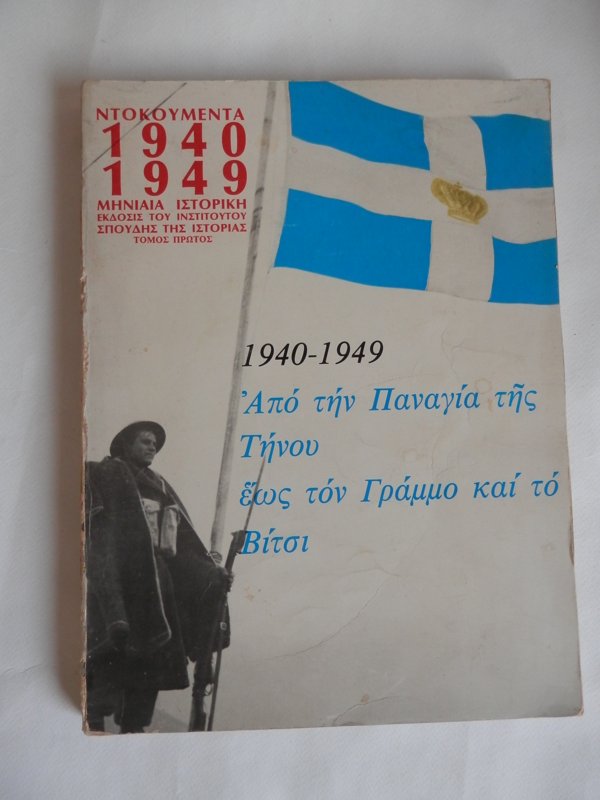 ΝΤΟΚΟΥΜΕΝΤΑ
1940
1949
ΜΗΝΙΑΙΑ ΙΣΤΟΡΙΚΗ
ΕΚΔΟΣΙΣ ΤΟΥ ΙΝΣΤΙΤΟΥΤΟΥ
ΣΠΟΥΔΗΣ ΤΗΣ ΙΣΤΟΡΙΑΣ
ΤΟΜΟΣ ΠΡΩΤΟΣ
1940-1949
Ἀπό τήν Παναγία τῆς
Τήνου
ἕως τόν Γράμμο καί τό
Βίτσι